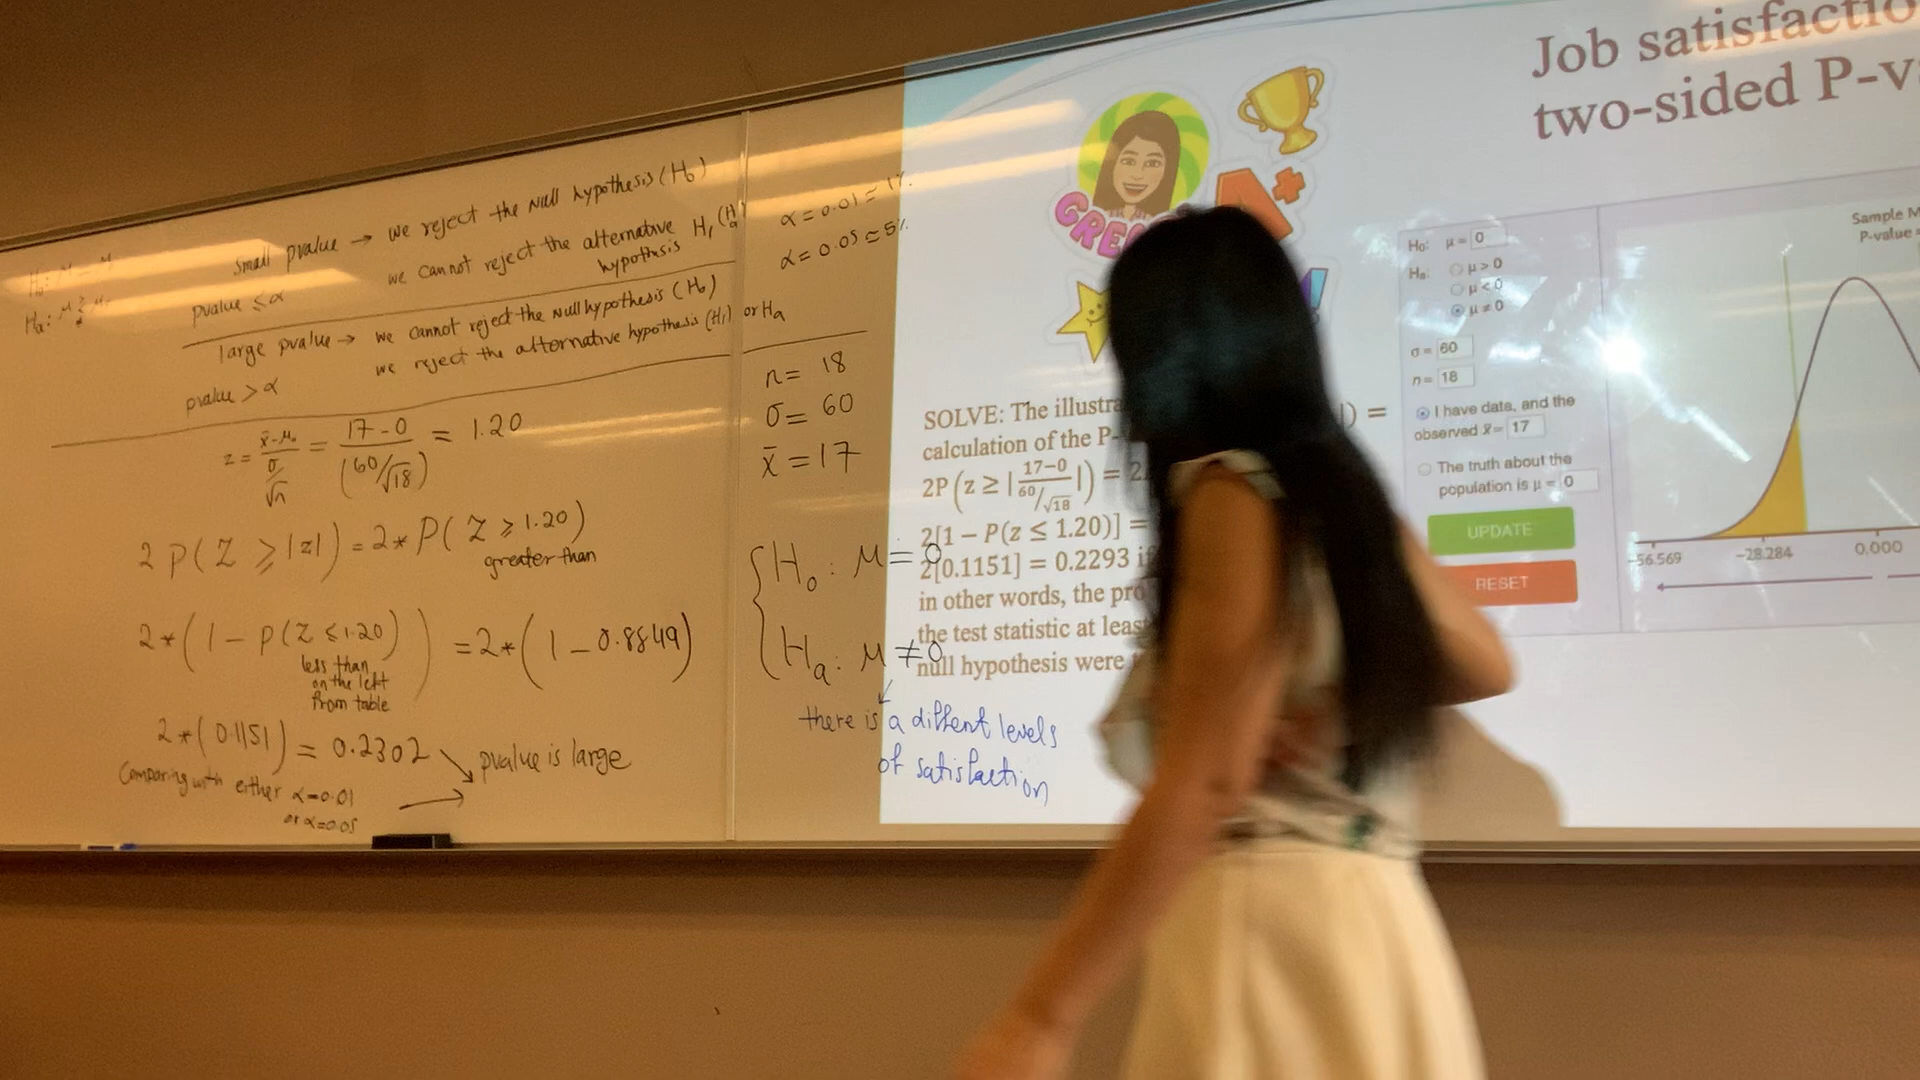 small pvalue → we reject the null hypothesis (H₀)
we cannot reject the alternative H₁ (Hₐ)
hypothesis
pvalue ≤ α
large pvalue → we cannot reject the null hypothesis (H₀)
we reject the alternative hypothesis (H₁) or Hₐ
pvalue > α
Hₐ: μ
z = (x̄ - μ₀)/(σ/√n) = (17 - 0)/(60/√18) = 1.20
2 P(Z ≥ |z|) = 2 * P(Z ≥ 1.20)
greater than
2 * (1 - P(Z ≤ 1.20)) = 2 * (1 - 0.8849)
less than
on the left
from table
2 * (0.1151) = 0.2302 ↘ pvalue is large
Comparing with either α=0.01
or α=0.05
α = 0.01 = 1%
α = 0.05 = 5%
n = 18
σ = 60
x̄ = 17
H₀: μ = 0
Hₐ: μ ≠ 0
there is a diffent levels
of satisfaction
Job
two-sided
A+
SOLVE: The
calculation of the
2P(z ≥ |(17−0)/(60/√18)|) =
2[1 − P(z ≤ 1.20)] =
2[0.1151] = 0.2293
in other words, the
the test statistic at
null hypothesis were
H₀: μ = 0
Hₐ: μ > 0
μ < 0
μ ≠ 0
σ = 60
n = 18
I have data, and the
observed x̄ = 17
The truth about the
population is μ = 0
UPDATE
RESET
Sample
P-value =
-56.569 -28.284 0.000